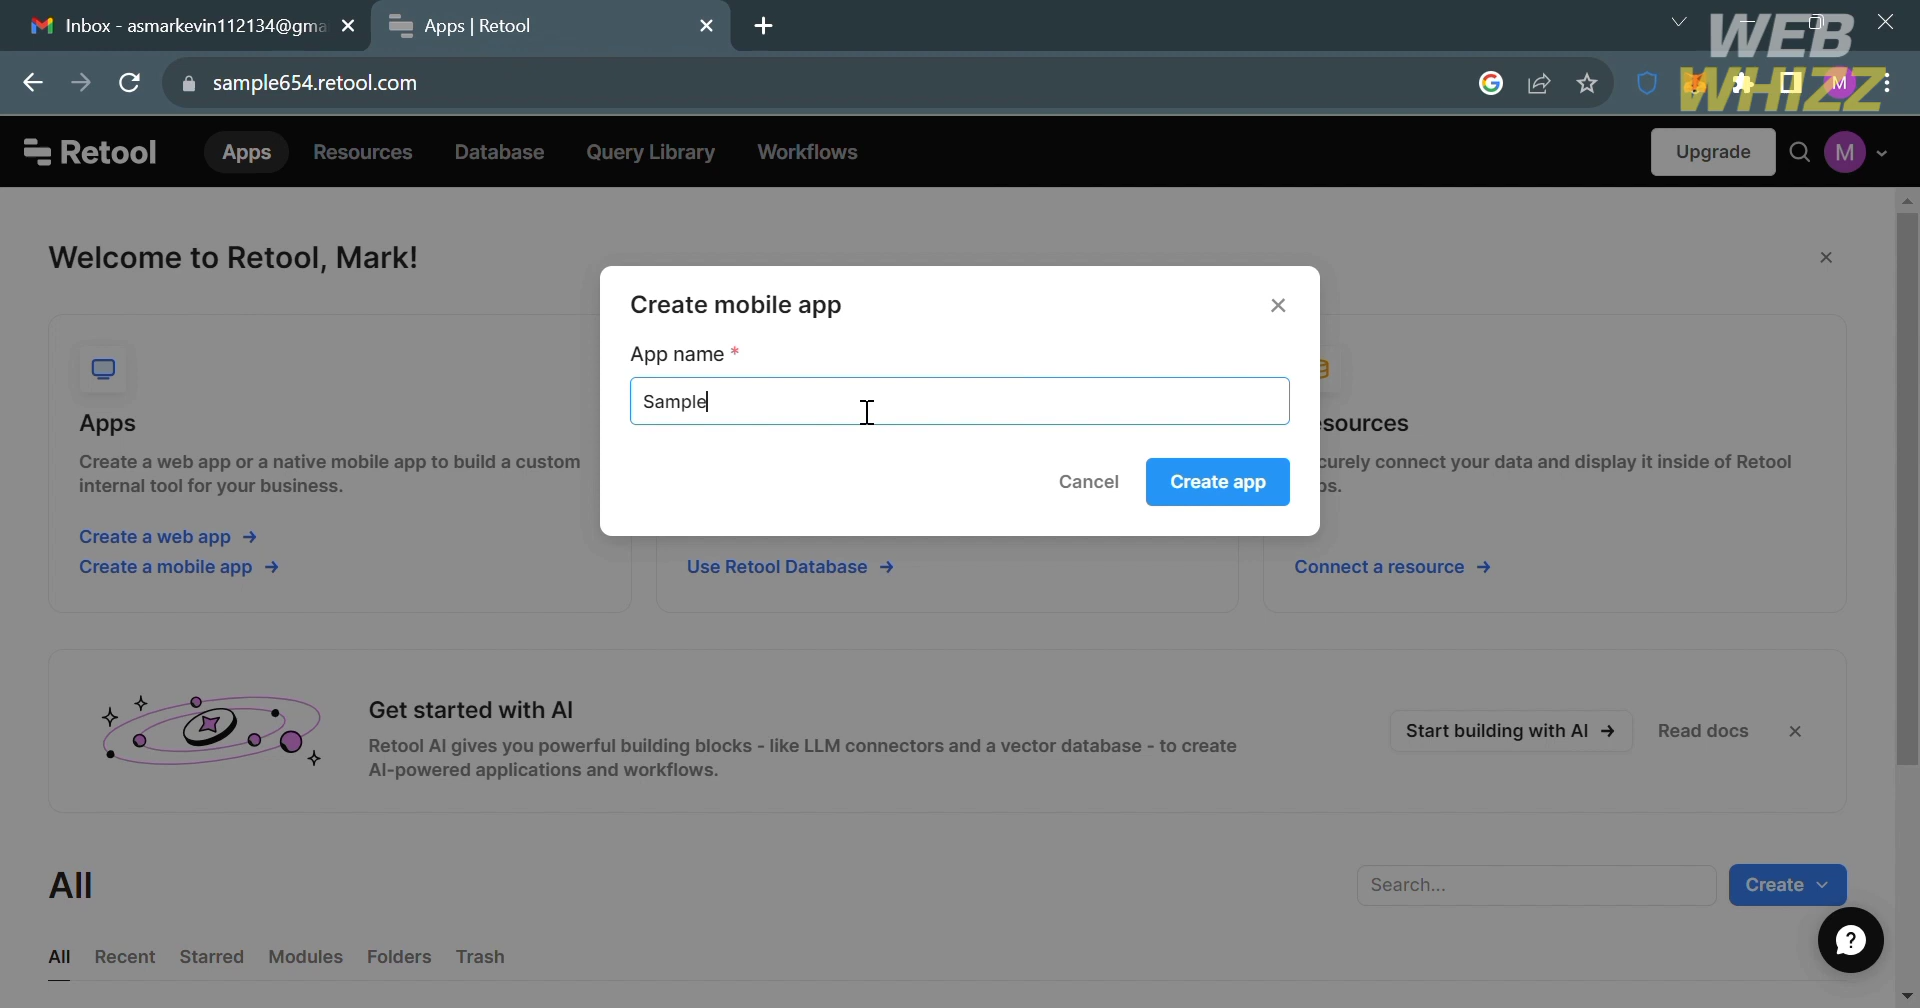 Inbox - asmarkevin112134@gma
Apps | Retool
WEB
WHIZZ
sample654.retool.com
M
Retool
Apps
Resources
Database
Query Library
Workflows
Upgrade
M
Welcome to Retool, Mark!
Create mobile app
App name *
Sample
Cancel
Create app
Apps
Create a web app or a native mobile app to build a custom
internal tool for your business.
Create a web app →
Create a mobile app →
Use Retool Database →
esources
curely connect your data and display it inside of Retool
ps.
Connect a resource →
Get started with AI
Retool AI gives you powerful building blocks - like LLM connectors and a vector database - to create
AI-powered applications and workflows.
Start building with AI →
Read docs
All
Search...
Create
All
Recent
Starred
Modules
Folders
Trash